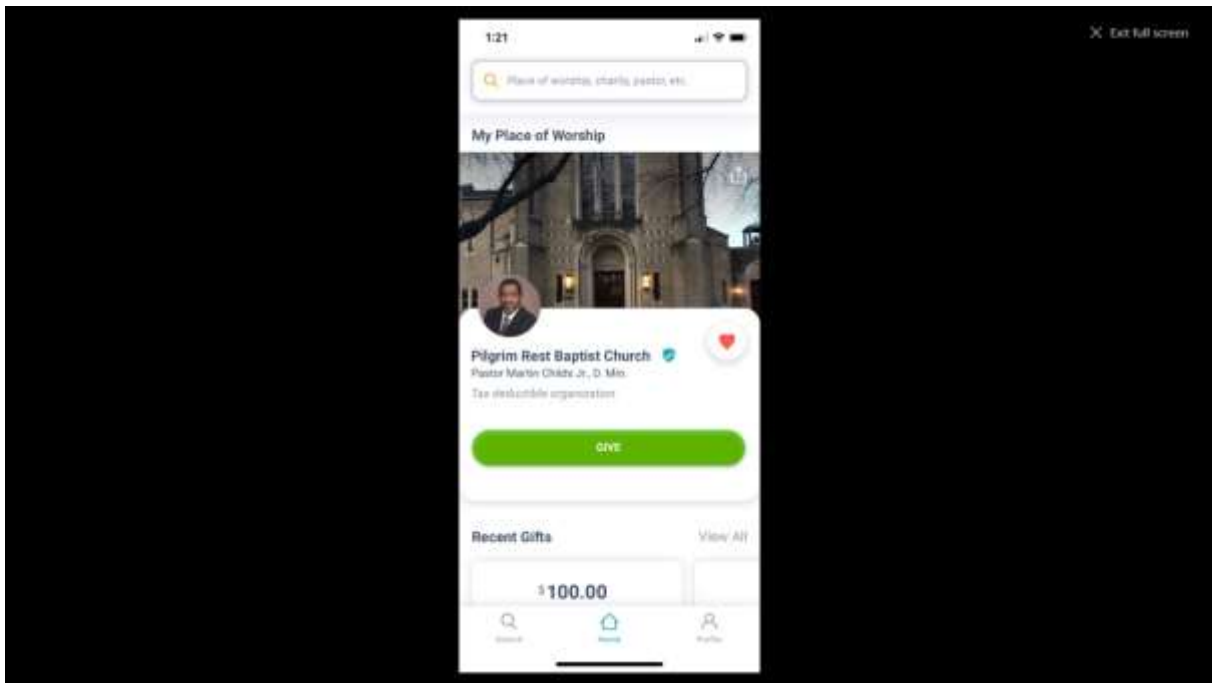 Exit full screen
1:21
Place of worship, charity, pastor, etc.
My Place of Worship
Pilgrim Rest Baptist Church
Pastor Martin Childs Jr., D. Min.
Tax deductible organization
GIVE
Recent Gifts
View All
$100.00
Search
Home
Profile